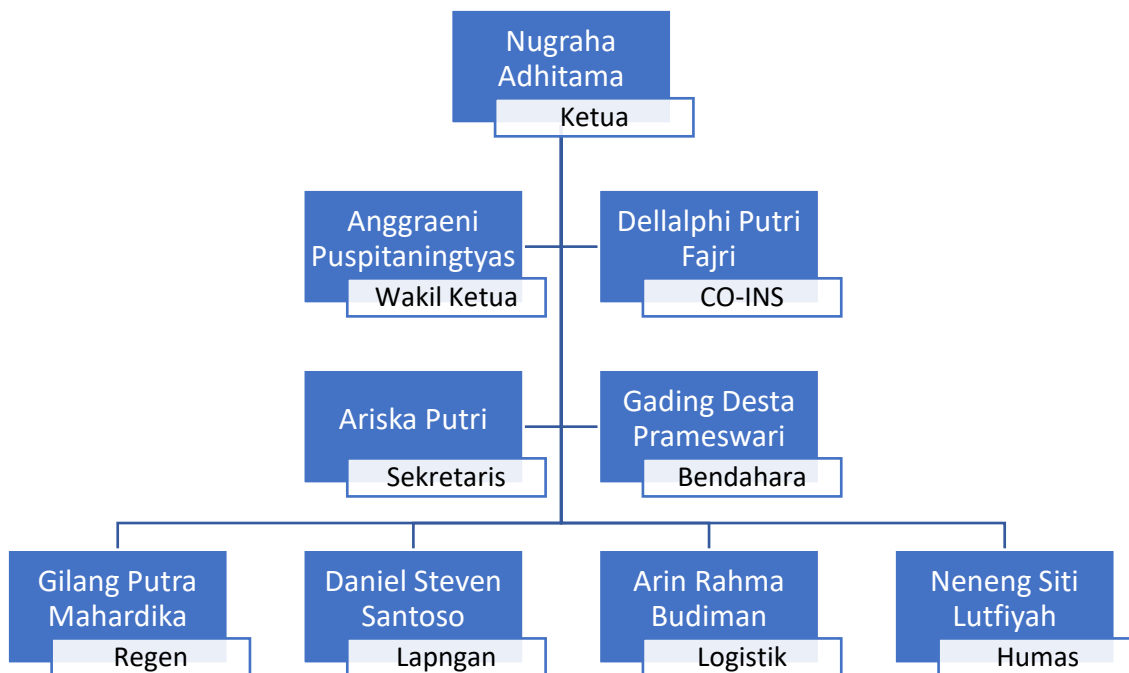 Nugraha
Adhitama
Ketua
Anggraeni
Puspitaningtyas
Wakil Ketua
Dellalphi Putri
Fajri
CO-INS
Ariska Putri
Sekretaris
Gading Desta
Prameswari
Bendahara
Gilang Putra
Mahardika
Regen
Daniel Steven
Santoso
Lapngan
Arin Rahma
Budiman
Logistik
Neneng Siti
Lutfiyah
Humas